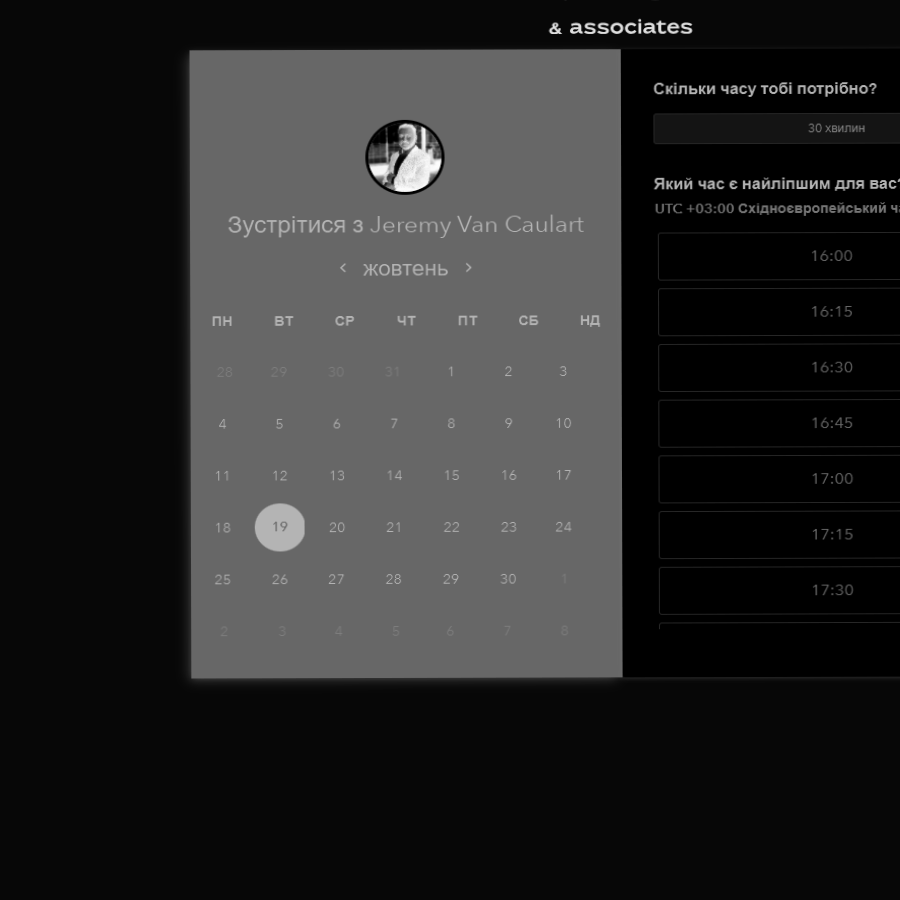 & associates
Зустрітися з Jeremy Van Caulart
жовтень
ПН ВТ СР ЧТ ПТ СБ НД
28 29 30 31 1 2 3
4 5 6 7 8 9 10
11 12 13 14 15 16 17
18 19 20 21 22 23 24
25 26 27 28 29 30 1
2 3 4 5 6 7 8
Скільки часу тобі потрібно?
30 хвилин
Який час є найліпшим для вас?
UTC +03:00 Східноєвропейський
16:00
16:15
16:30
16:45
17:00
17:15
17:30